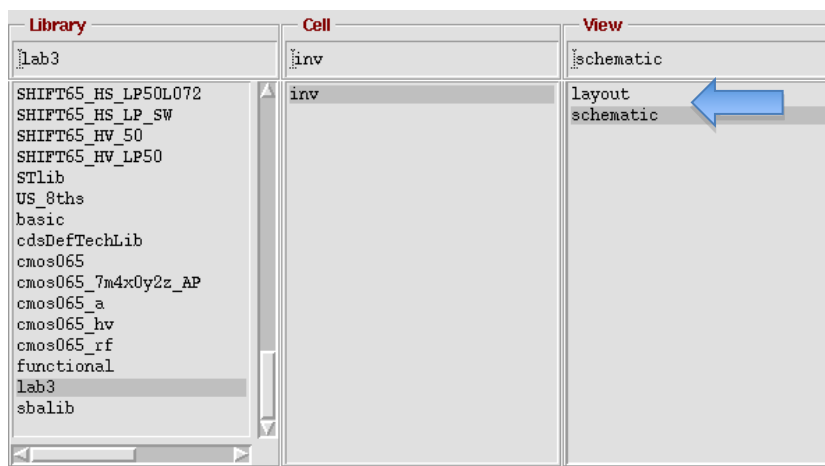 Library
lab3
SHIFT65_HS_LP50L072
SHIFT65_HS_LP_SW
SHIFT65_HV_50
SHIFT65_HV_LP50
STlib
US_8ths
basic
cdsDefTechLib
cmos065
cmos065_7m4x0y2z_AP
cmos065_a
cmos065_hv
cmos065_rf
functional
lab3
sbalib
Cell
inv
inv
View
schematic
layout
schematic